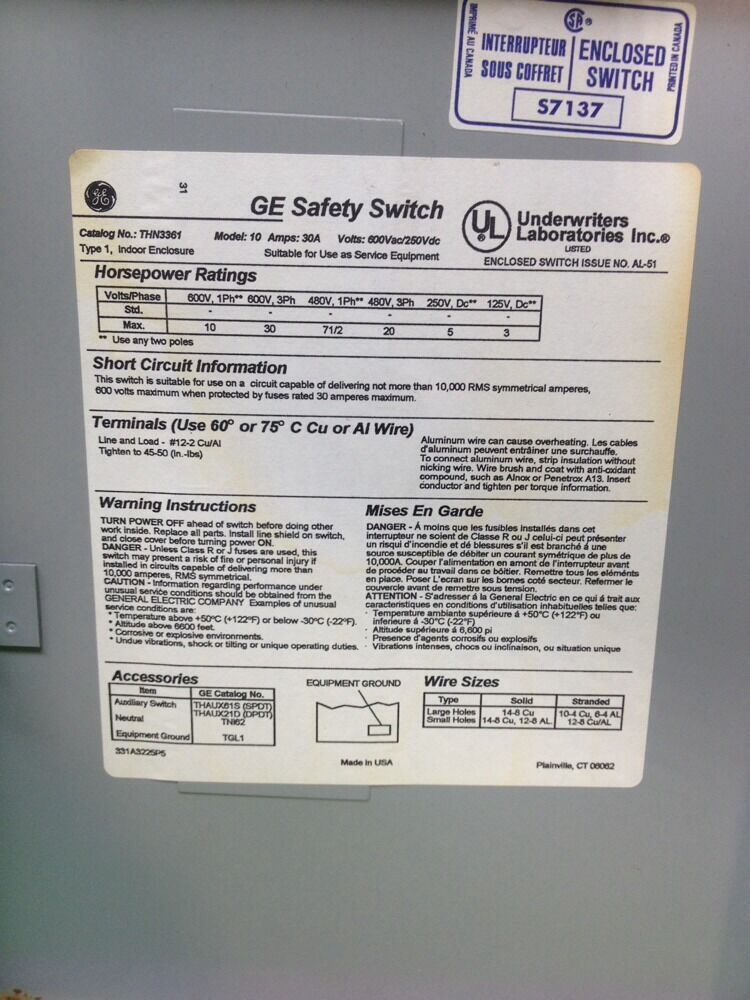 IMPRIMÉ AU CANADA
CSA ®
INTERRUPTEUR
SOUS COFFRET
ENCLOSED
SWITCH
PRINTED IN CANADA
S7137
GE
31
GE Safety Switch
UL ® Underwriters
Laboratories Inc.®
LISTED
ENCLOSED SWITCH ISSUE NO. AL-51
Catalog No.: THN3361 Model: 10 Amps: 30A Volts: 600Vac/250Vdc
Type 1, Indoor Enclosure Suitable for Use as Service Equipment
Horsepower Ratings
Volts/Phase 600V, 1Ph** 600V, 3Ph 480V, 1Ph** 480V, 3Ph 250V, Dc** 125V, Dc**
Std. - - - - - -
Max. 10 30 71/2 20 5 3
** Use any two poles
Short Circuit Information
This switch is suitable for use on a circuit capable of delivering not more than 10,000 RMS symmetrical amperes,
600 volts maximum when protected by fuses rated 30 amperes maximum.
Terminals (Use 60° or 75° C Cu or Al Wire)
Line and Load - #12-2 Cu/Al
Tighten to 45-50 (In.-lbs)
Aluminum wire can cause overheating. Les cables
d'aluminum peuvent entrâiner une surchauffe.
To connect aluminum wire, strip insulation without
nicking wire. Wire brush and coat with anti-oxidant
compound, such as Alnox or Penetrox A13. Insert
conductor and tighten per torque information.
Warning Instructions
TURN POWER OFF ahead of switch before doing other
work inside. Replace all parts. Install line shield on switch,
and close cover before turning power ON.
DANGER - Unless Class R or J fuses are used, this
switch may present a risk of fire or personal injury if
installed in circuits capable of delivering more than
10,000 amperes, RMS symmetrical.
CAUTION - Information regarding performance under
unusual service conditions should be obtained from the
GENERAL ELECTRIC COMPANY Examples of unusual
service conditions are:
* Temperature above +50°C (+122°F) or below -30°C (-22°F).
* Altitude above 6600 feet.
* Corrosive or explosive environments.
* Undue vibrations, shock or tilting or unique operating duties.
Mises En Garde
DANGER - Á moins que les fusibles installés dans cet
interrupteur ne soient de Classe R ou J celui-ci peut présenter
un risqui d'incendie et dé blessures s'il est branché á une
source susceptible de débiter un courant symétrique de plus de
10,000A. Couper l'alimentation en amont de l'interrupteur avant
de procéder au travail dans ce bôitier. Remettre tous les eléménts
en place. Poser L'ecran sur les bornes coté secteur. Refermer le
couvercle avant de remettre sous tension.
ATTENTION - S'adresser á la General Electric en ce qui á trait aux
caractéristiques en conditions d'utilisation inhabituelles telles que:
· Temperature ambiante supérieure á +50°C (+122°F) ou
inferieure á -30°C (-22°F)
· Altitude supérieure á 6,600 pi
· Presence d'agents corrosifs ou explosifs
· Vibrations intenses, chocs ou inclinaison, ou situation unique
Accessories
Item GE Catalog No.
Auxiliary Switch THAUX61S (SPDT)
THAUX21D (DPDT)
Neutral TNI62
Equipment Ground TGL1
331A3225P5
EQUIPMENT GROUND
Made in USA
Wire Sizes
Type Solid Stranded
Large Holes 14-8 Cu 10-4 Cu, 8-4 AL
Small Holes 14-8 Cu, 12-8 AL. 12-8 Cu/AL
Plainville, CT 06062